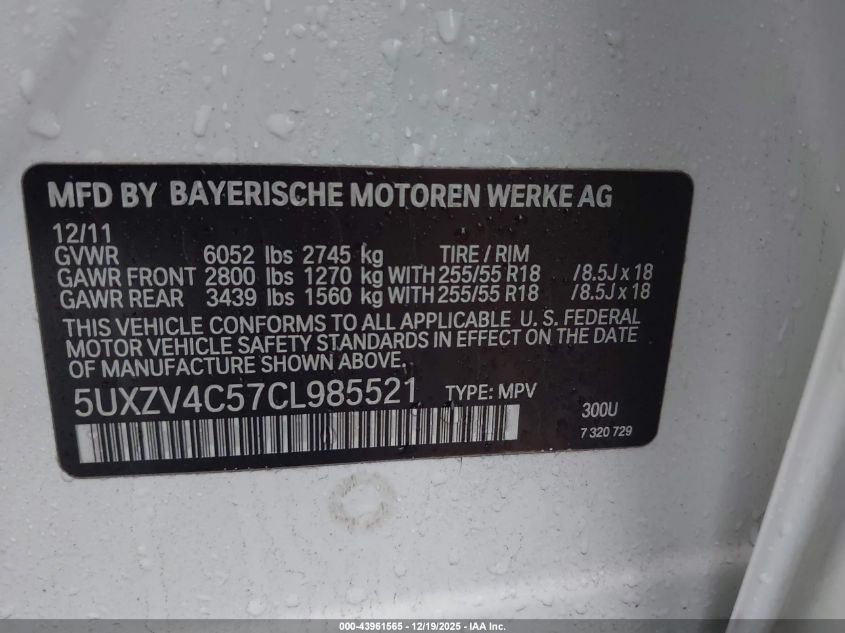 MFD BY BAYERISCHE MOTOREN WERKE AG
12/11
GVWR 6052 lbs 2745 kg TIRE / RIM
GAWR FRONT 2800 lbs 1270 kg WITH 255/55 R18 /8.5J x 18
GAWR REAR 3439 lbs 1560 kg WITH 255/55 R18 /8.5J x 18
THIS VEHICLE CONFORMS TO ALL APPLICABLE U. S. FEDERAL
MOTOR VEHICLE SAFETY STANDARDS IN EFFECT ON THE DATE
OF MANUFACTURE SHOWN ABOVE.
5UXZV4C57CL985521 TYPE: MPV
300U
7 320 729
000-43961565 - 12/19/2025 - IAA Inc.